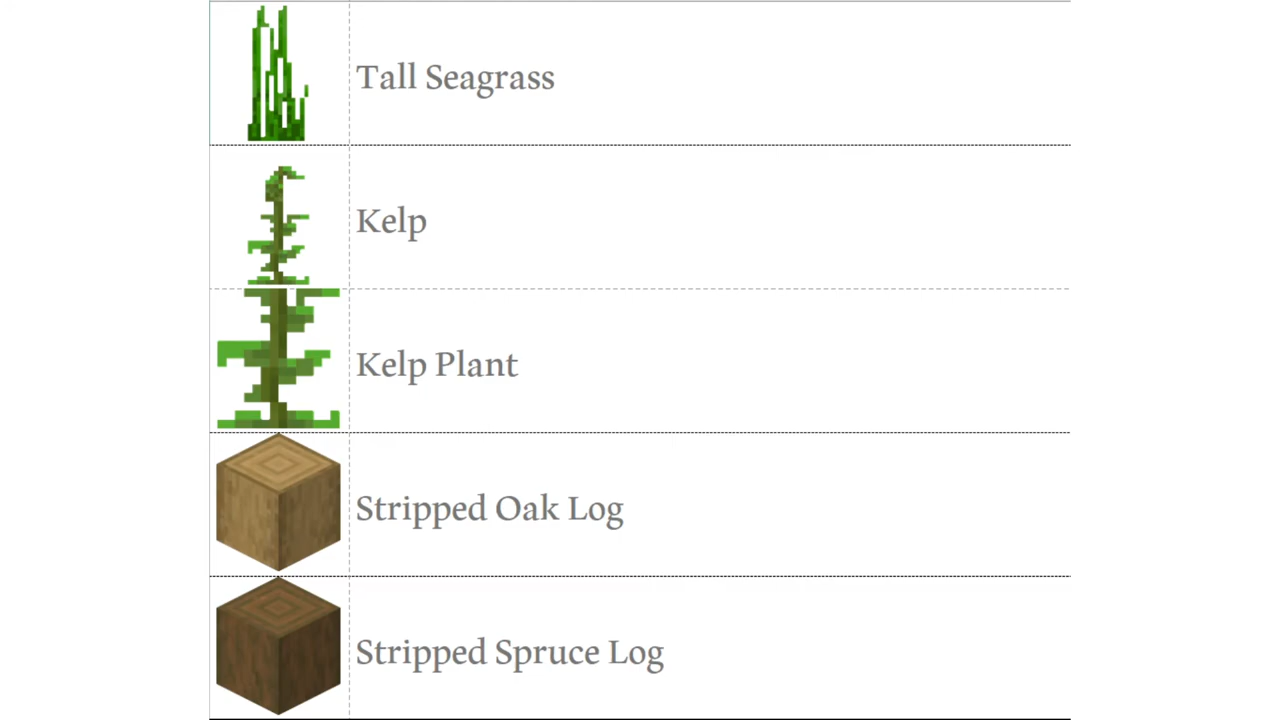 Tall Seagrass
Kelp
Kelp Plant
Stripped Oak Log
Stripped Spruce Log